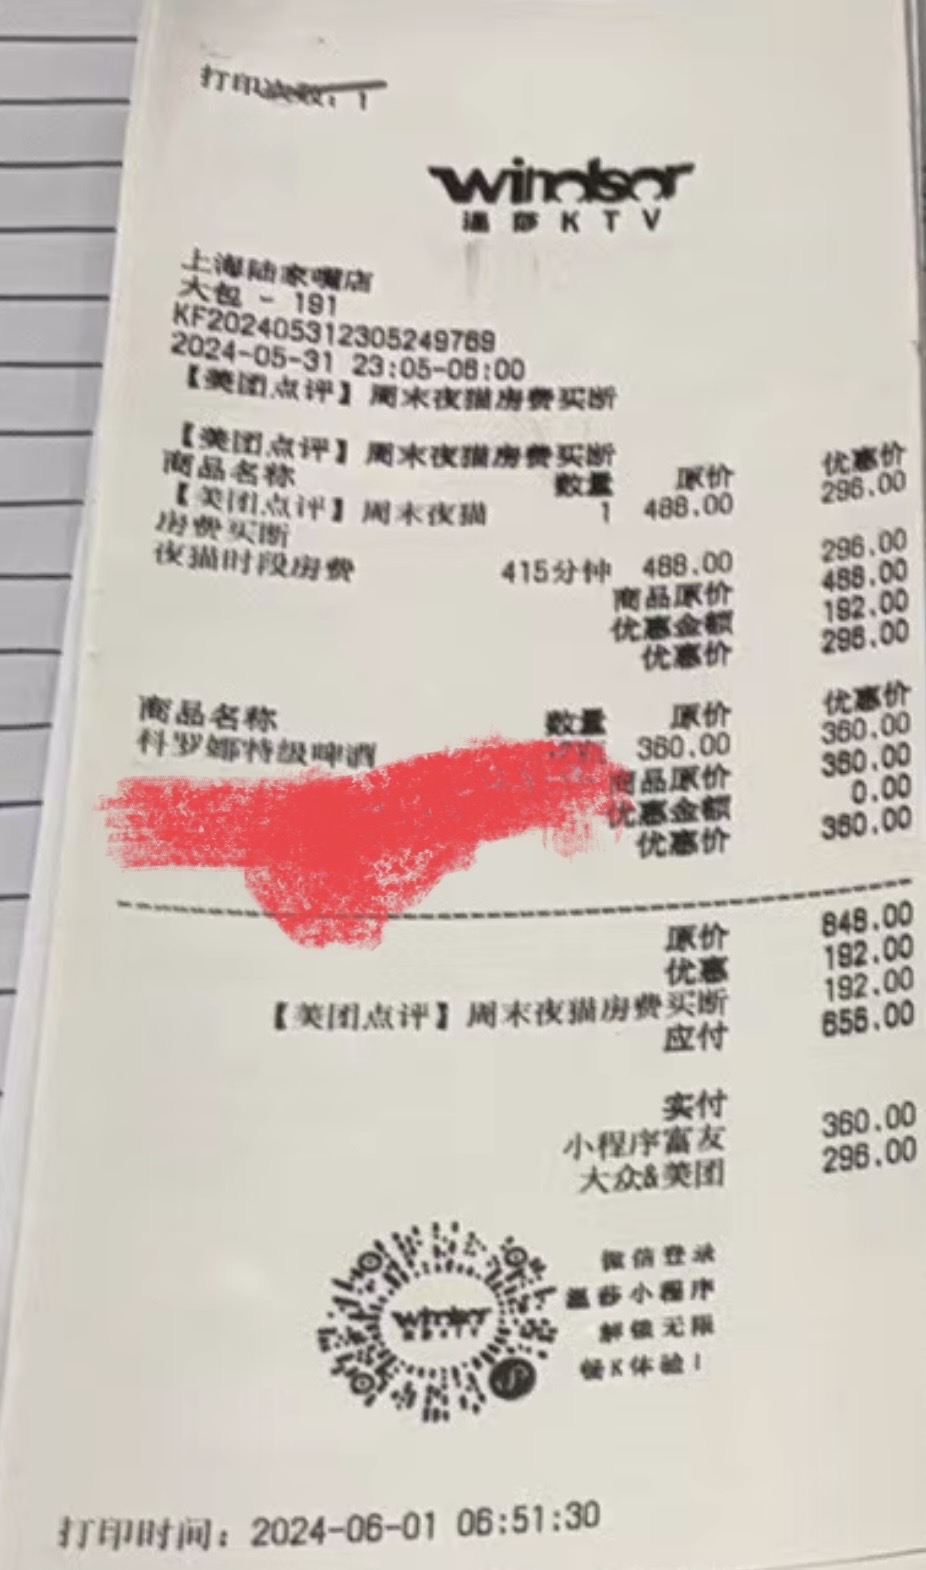 打印次数：1
windsor
温莎KTV
上海陆家嘴店
大包 - 191
KF202405312305249769
2024-05-31 23:05-06:00
【美团点评】周末夜猫房费买断
【美团点评】周末夜猫房费买断
商品名称 数量 原价 优惠价
【美团点评】周末夜猫 1 488.00 296.00
房费买断
夜猫时段房费 415分钟 488.00 296.00
商品原价 488.00
优惠金额 192.00
优惠价 296.00
商品名称 数量 原价 优惠价
科罗娜特级啤酒 360.00 360.00
商品原价 360.00
优惠金额 0.00
优惠价 360.00
原价 848.00
优惠 192.00
【美团点评】周末夜猫房费买断 192.00
应付 656.00
实付
小程序富友 360.00
大众&美团 296.00
微信登录
温莎小程序
解锁无限
畅K体验！
打印时间：2024-06-01 06:51:30